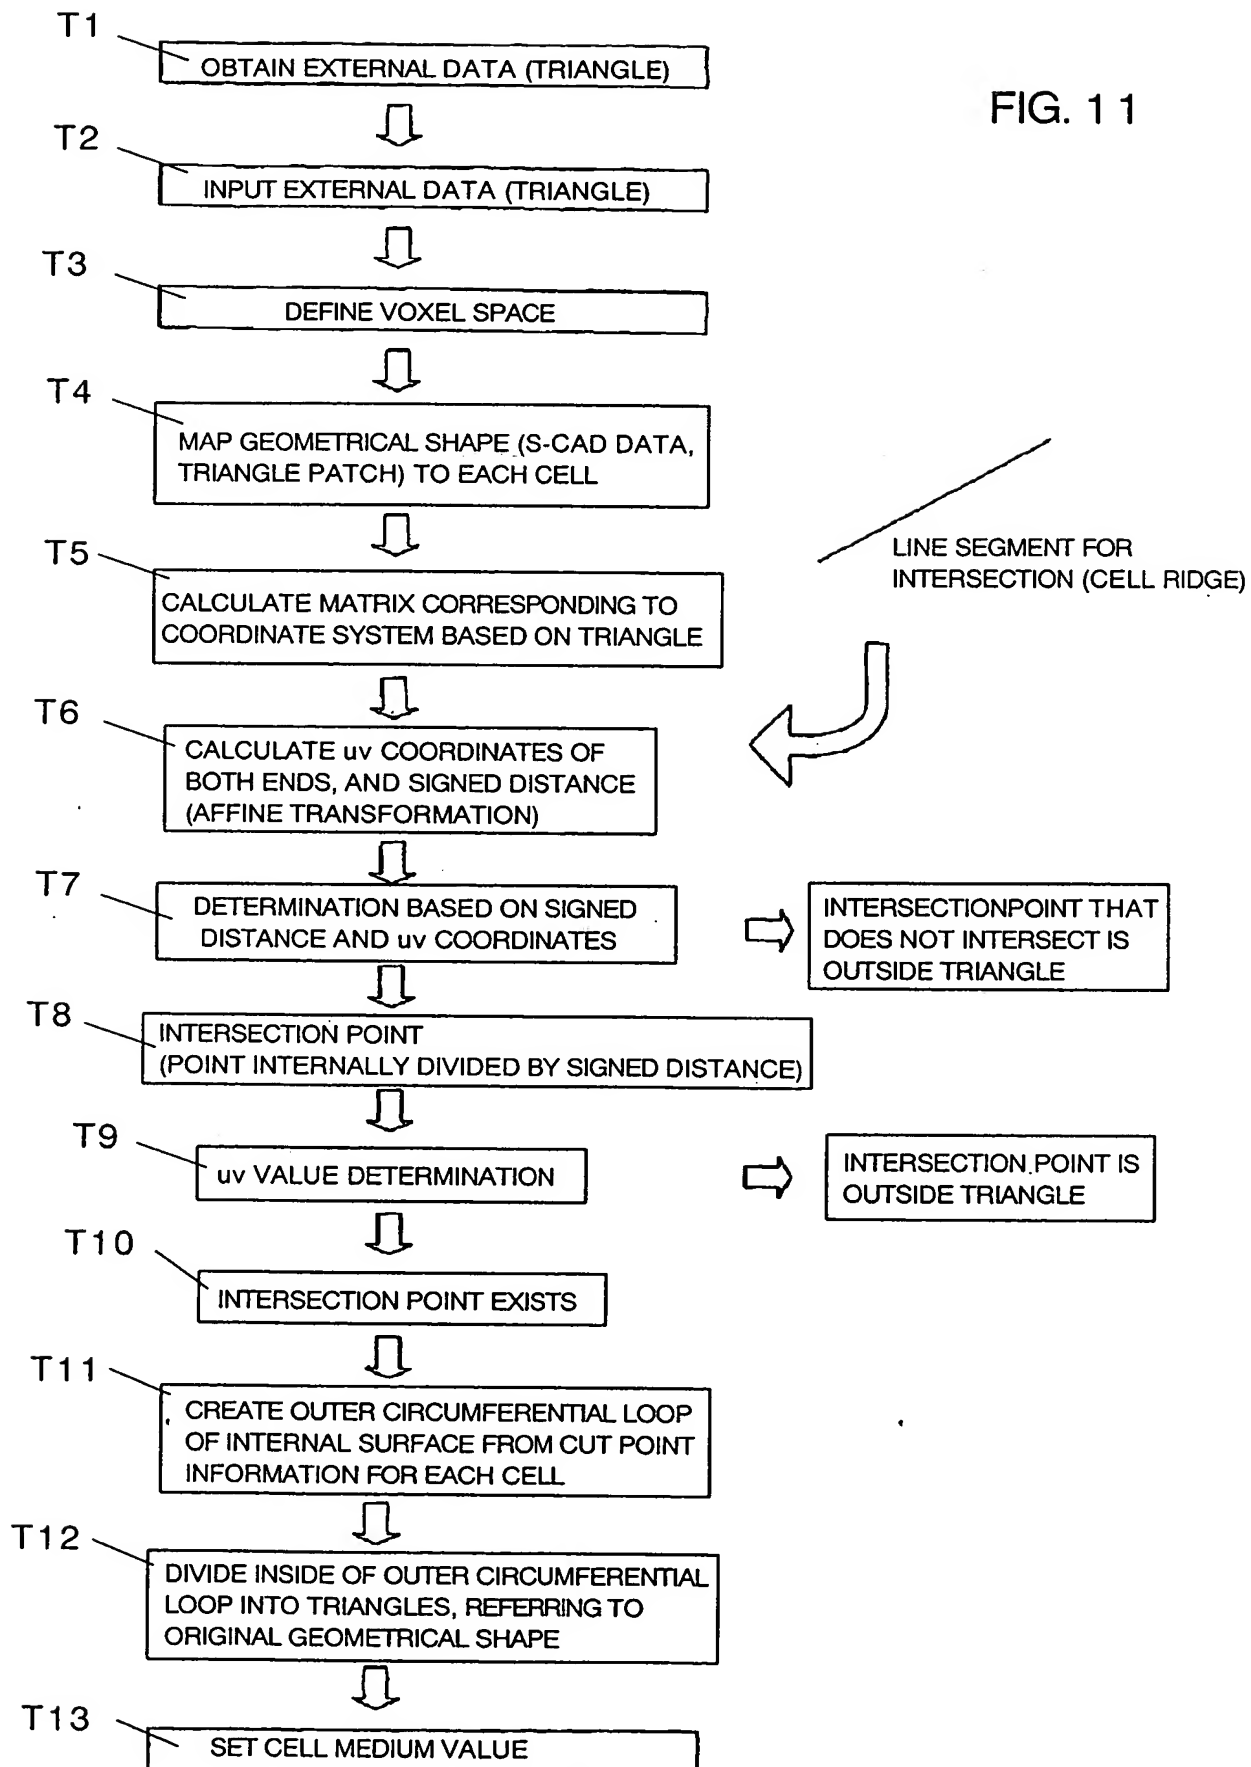 FIG. 11
T1
OBTAIN EXTERNAL DATA (TRIANGLE)
T2
INPUT EXTERNAL DATA (TRIANGLE)
T3
DEFINE VOXEL SPACE
T4
MAP GEOMETRICAL SHAPE (S-CAD DATA,
TRIANGLE PATCH) TO EACH CELL
LINE SEGMENT FOR
INTERSECTION (CELL RIDGE)
T5
CALCULATE MATRIX CORRESPONDING TO
COORDINATE SYSTEM BASED ON TRIANGLE
T6
CALCULATE uv COORDINATES OF
BOTH ENDS, AND SIGNED DISTANCE
(AFFINE TRANSFORMATION)
T7
DETERMINATION BASED ON SIGNED
DISTANCE AND uv COORDINATES
INTERSECTIONPOINT THAT
DOES NOT INTERSECT IS
OUTSIDE TRIANGLE
T8
INTERSECTION POINT
(POINT INTERNALLY DIVIDED BY SIGNED DISTANCE)
T9
uv VALUE DETERMINATION
INTERSECTION POINT IS
OUTSIDE TRIANGLE
T10
INTERSECTION POINT EXISTS
T11
CREATE OUTER CIRCUMFERENTIAL LOOP
OF INTERNAL SURFACE FROM CUT POINT
INFORMATION FOR EACH CELL
T12
DIVIDE INSIDE OF OUTER CIRCUMFERENTIAL
LOOP INTO TRIANGLES, REFERRING TO
ORIGINAL GEOMETRICAL SHAPE
T13
SET CELL MEDIUM VALUE